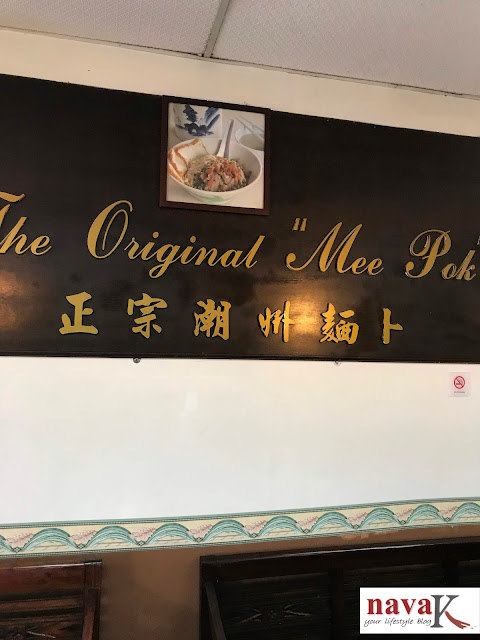 The Original "Mee Pok"
正宗潮州麵卜
navaK
your lifestyle blog